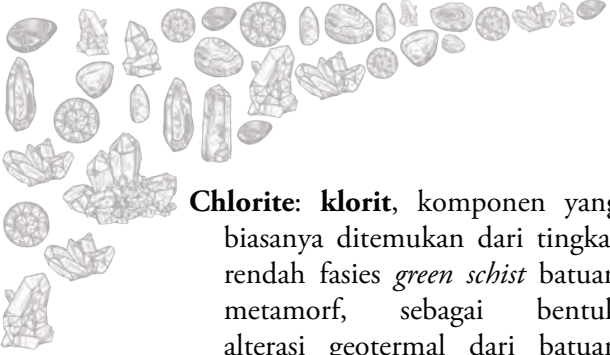 Chlorite: klorit, komponen yang
biasanya ditemukan dari tingkat
rendah fasies green schist batuan
metamorf, sebagai bentuk
alterasi geotermal dari batuan